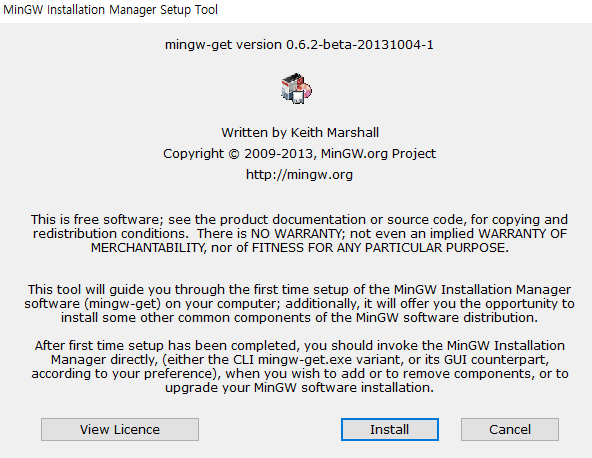 MinGW Installation Manager Setup Tool
mingw-get version 0.6.2-beta-20131004-1
Written by Keith Marshall
Copyright © 2009-2013, MinGW.org Project
http://mingw.org
This is free software; see the product documentation or source code, for copying and
redistribution conditions.  There is NO WARRANTY; not even an implied WARRANTY OF
MERCHANTABILITY, nor of FITNESS FOR ANY PARTICULAR PURPOSE.
This tool will guide you through the first time setup of the MinGW Installation Manager
software (mingw-get) on your computer; additionally, it will offer you the opportunity to
install some other common components of the MinGW software distribution.
After first time setup has been completed, you should invoke the MinGW Installation
Manager directly, (either the CLI mingw-get.exe variant, or its GUI counterpart,
according to your preference), when you wish to add or to remove components, or to
upgrade your MinGW software installation.
View Licence
Install
Cancel